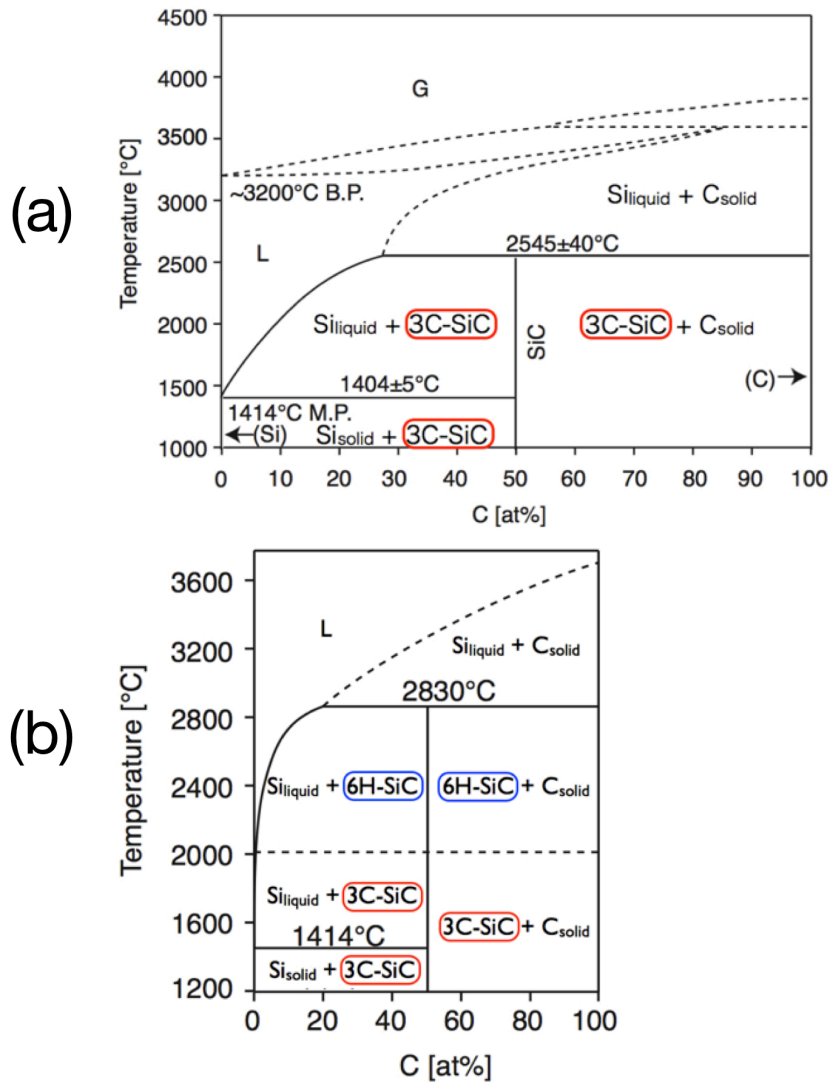 (a)
Temperature [°C]
4500
4000
3500
3000
2500
2000
1500
1000
G
~3200°C B.P.
Siliquid + Csolid
L
2545±40°C
Siliquid + 3C-SiC
SiC
3C-SiC + Csolid
(C)→
1404±5°C
1414°C M.P.
←(Si) Sisolid + 3C-SiC
0 10 20 30 40 50 60 70 80 90 100
C [at%]
(b)
Temperature [°C]
3600
3200
2800
2400
2000
1600
1200
L
Siliquid + Csolid
2830°C
Siliquid + 6H-SiC
6H-SiC + Csolid
Siliquid + 3C-SiC
3C-SiC + Csolid
1414°C
Sisolid + 3C-SiC
0 20 40 60 80 100
C [at%]